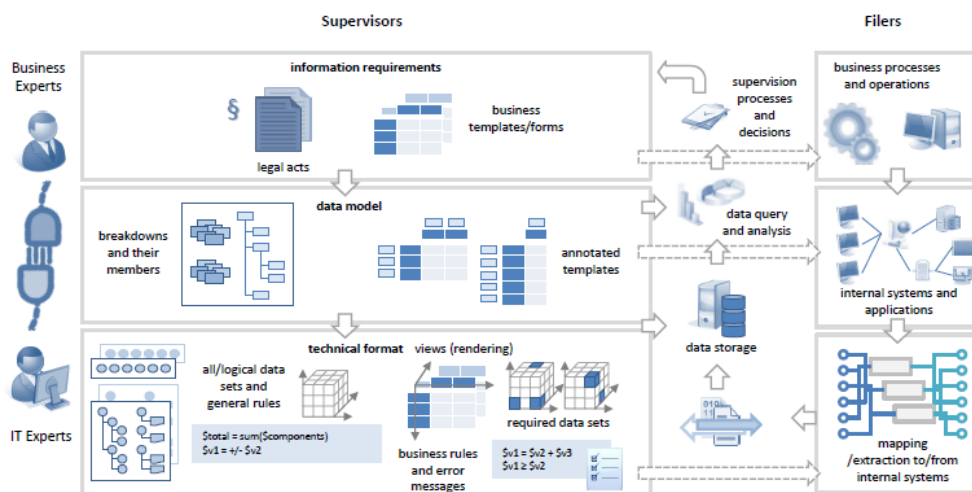 Supervisors
Filers
Business
Experts
information requirements
§
legal acts
business
templates/forms
supervision
processes
and
decisions
business processes
and operations
data model
breakdowns
and their
members
annotated
templates
data query
and analysis
internal systems and
applications
data storage
IT Experts
technical format
views (rendering)
all/logical data
sets and
general rules
$total = sum($components)
$v1 = +/- $v2
business rules
and error
messages
required data sets
$v1 = $v2 + $v3
$v1 ≥ $v2
mapping
/extraction to/from
internal systems